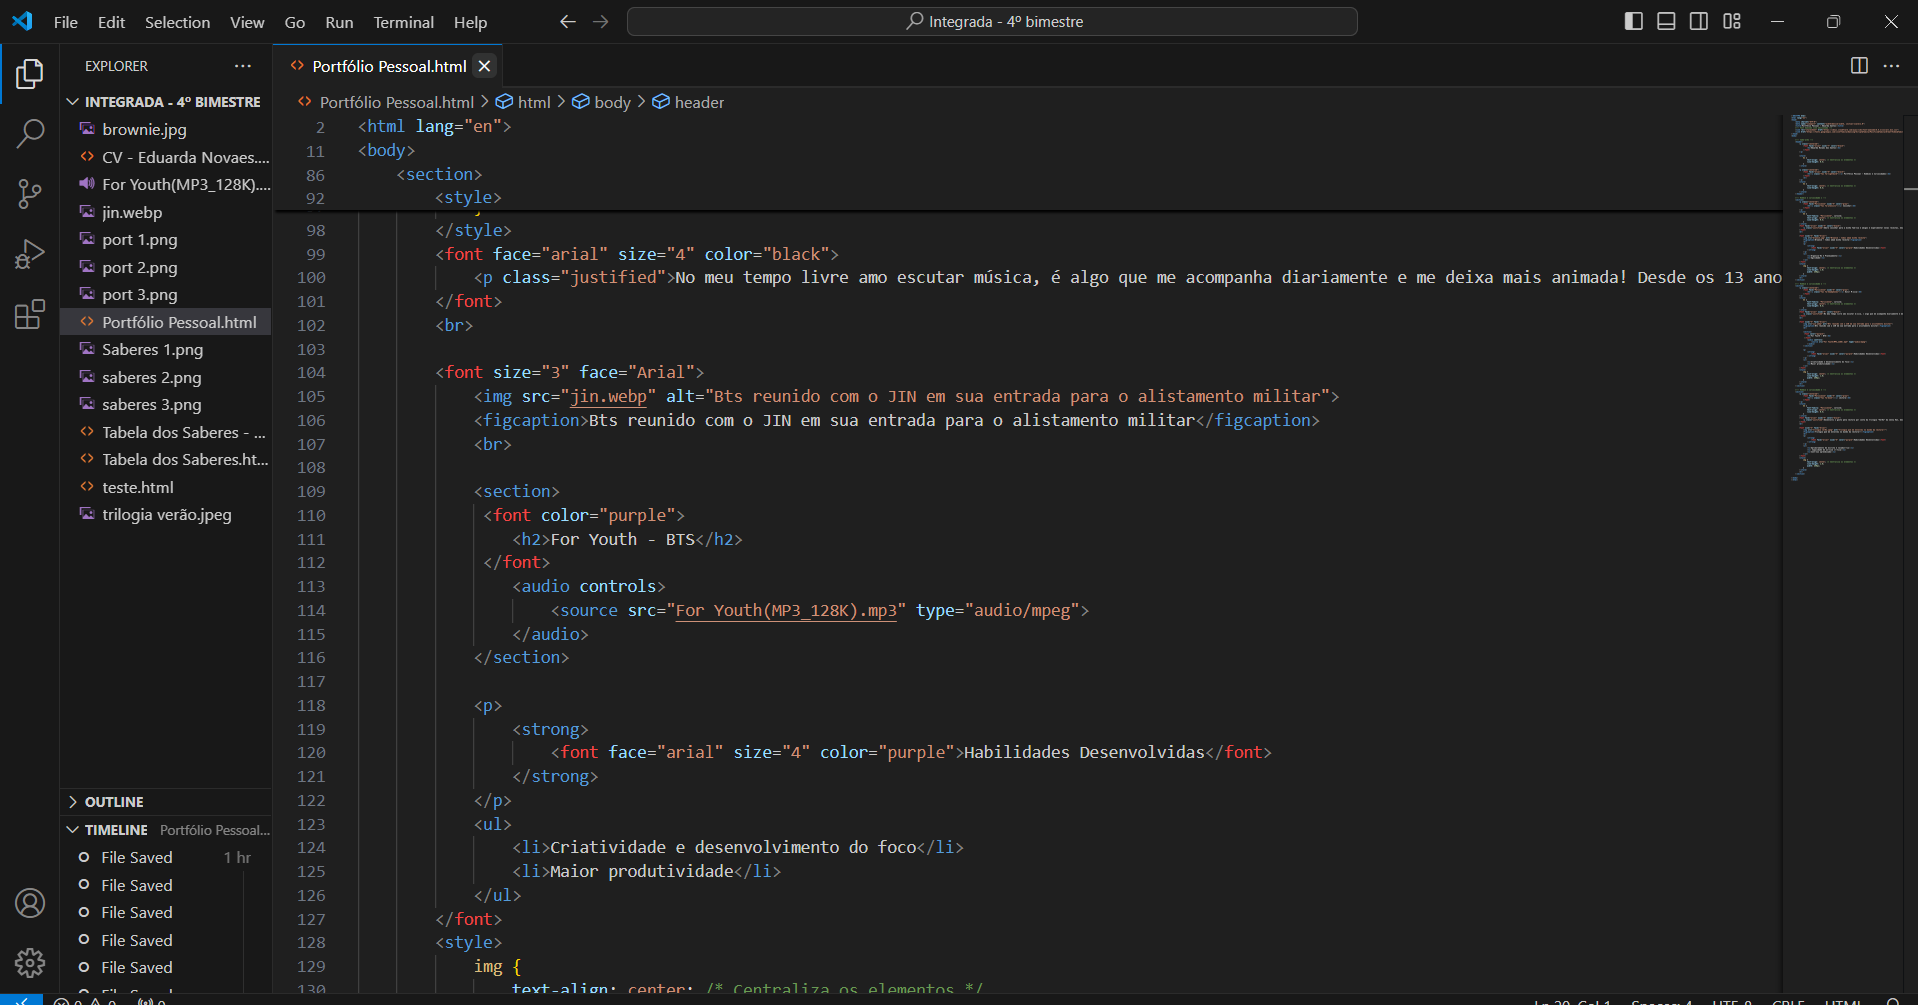 File Edit Selection View Go Run Terminal Help
Integrada - 4º bimestre
EXPLORER
INTEGRADA - 4º BIMESTRE
brownie.jpg
CV - Eduarda Novaes....
For Youth(MP3_128K)....
jin.webp
port 1.png
port 2.png
port 3.png
Portfólio Pessoal.html
Saberes 1.png
saberes 2.png
saberes 3.png
Tabela dos Saberes - ...
Tabela dos Saberes.ht...
teste.html
trilogia verão.jpeg
OUTLINE
TIMELINE Portfólio Pessoal...
File Saved 1 hr
File Saved
File Saved
File Saved
File Saved
Portfólio Pessoal.html
Portfólio Pessoal.html > html > body > header
2 <html lang="en">
11 <body>
86 <section>
92 <style>
98 </style>
99 <font face="arial" size="4" color="black">
100 <p class="justified">No meu tempo livre amo escutar música, é algo que me acompanha diariamente e me deixa mais animada! Desde os 13 ano
101 </font>
102 <br>
103
104 <font size="3" face="Arial">
105 <img src="jin.webp" alt="Bts reunido com o JIN em sua entrada para o alistamento militar">
106 <figcaption>Bts reunido com o JIN em sua entrada para o alistamento militar</figcaption>
107 <br>
108
109 <section>
110 <font color="purple">
111 <h2>For Youth - BTS</h2>
112 </font>
113 <audio controls>
114 <source src="For Youth(MP3_128K).mp3" type="audio/mpeg">
115 </audio>
116 </section>
117
118 <p>
119 <strong>
120 <font face="arial" size="4" color="purple">Habilidades Desenvolvidas</font>
121 </strong>
122 </p>
123 <ul>
124 <li>Criatividade e desenvolvimento do foco</li>
125 <li>Maior produtividade</li>
126 </ul>
127 </font>
128 <style>
129 img {
130 text-align: center; /* Centraliza os elementos */